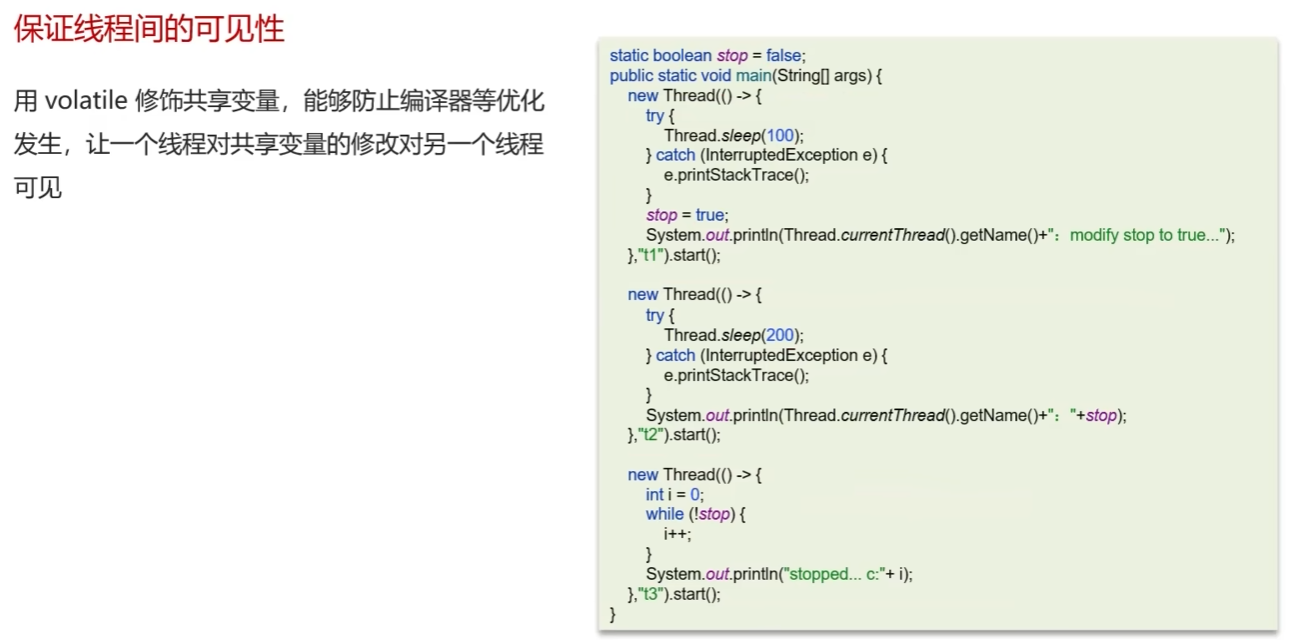 保证线程间的可见性
用 volatile 修饰共享变量，能够防止编译器等优化
发生，让一个线程对共享变量的修改对另一个线程
可见
static boolean stop = false;
public static void main(String[] args) {
    new Thread(() -> {
        try {
            Thread.sleep(100);
        } catch (InterruptedException e) {
            e.printStackTrace();
        }
        stop = true;
        System.out.println(Thread.currentThread().getName()+"：modify stop to true...");
    },"t1").start();

    new Thread(() -> {
        try {
            Thread.sleep(200);
        } catch (InterruptedException e) {
            e.printStackTrace();
        }
        System.out.println(Thread.currentThread().getName()+"："+stop);
    },"t2").start();

    new Thread(() -> {
        int i = 0;
        while (!stop) {
            i++;
        }
        System.out.println("stopped... c:"+ i);
    },"t3").start();
}